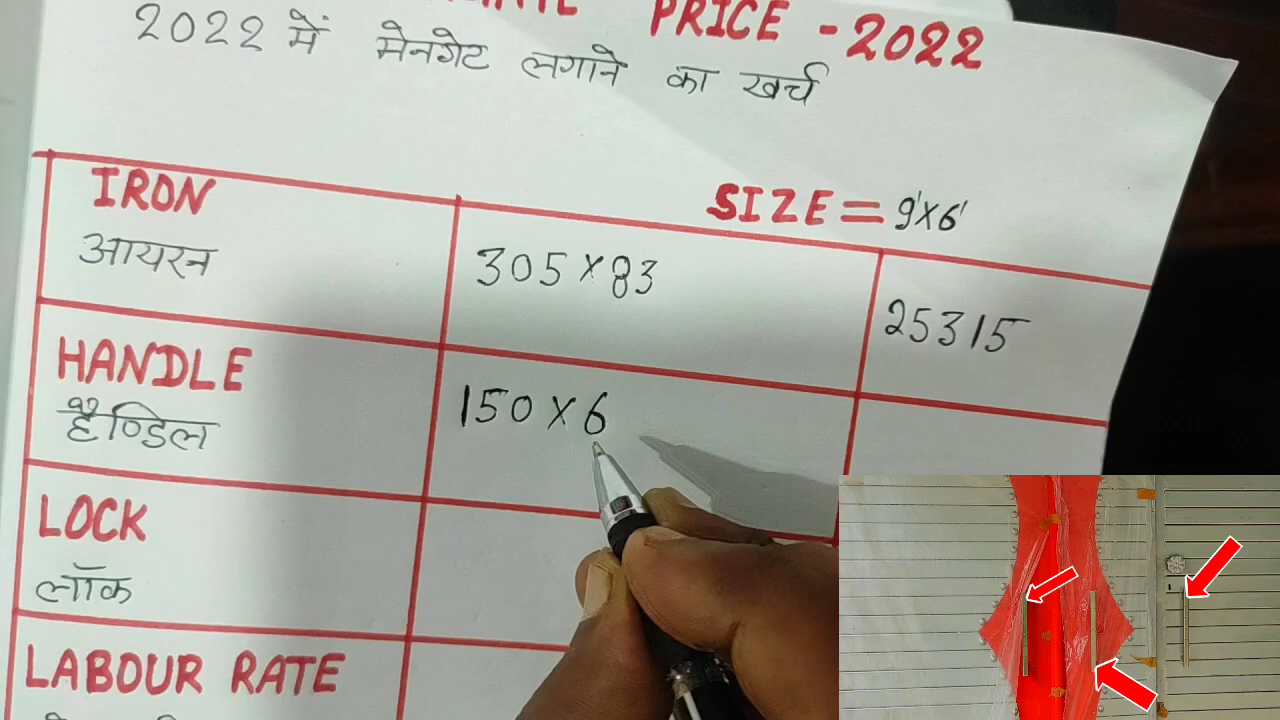 PRICE - 2022
2022 में मेनगेट लगाने का खर्च
SIZE = 9'X6'
IRON
आयरन
305 X 83
25315
HANDLE
हैण्डिल
150 X 6
LOCK
लॉक
LABOUR RATE